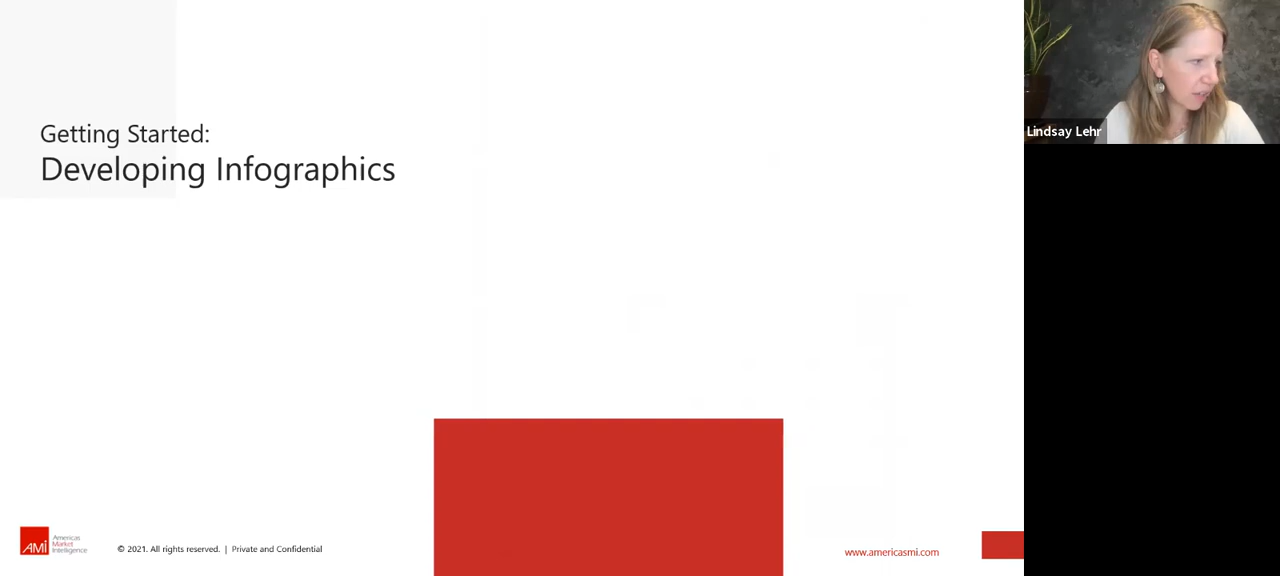 Getting Started:
Developing Infographics
Lindsay Lehr
AMI
Americas
Market
Intelligence
© 2021. All rights reserved. | Private and Confidential
www.americasmi.com